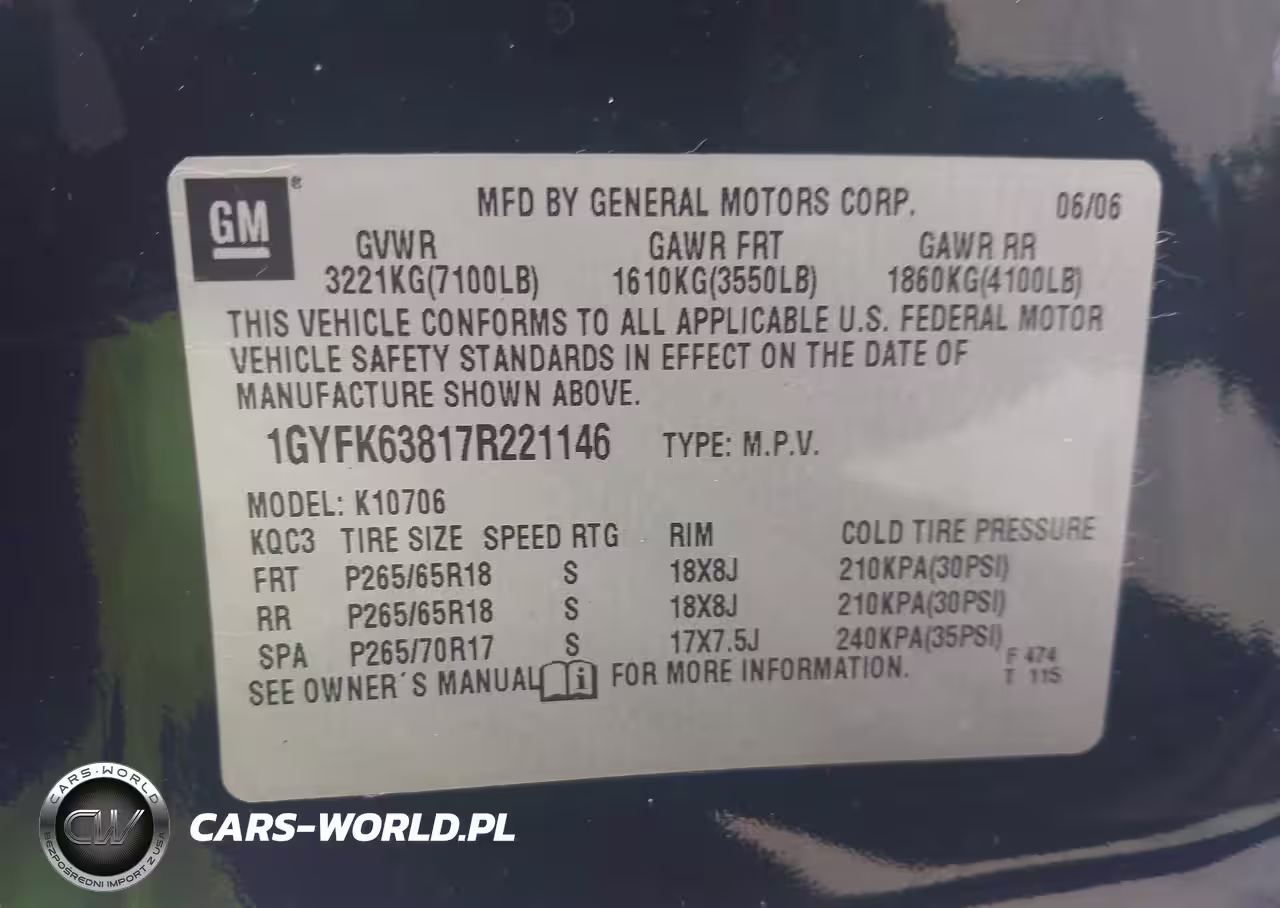 GM®
MFD BY GENERAL MOTORS CORP. 06/06
GVWR GAWR FRT GAWR RR
3221KG(7100LB) 1610KG(3550LB) 1860KG(4100LB)
THIS VEHICLE CONFORMS TO ALL APPLICABLE U.S. FEDERAL MOTOR
VEHICLE SAFETY STANDARDS IN EFFECT ON THE DATE OF
MANUFACTURE SHOWN ABOVE.
1GYFK63817R221146 TYPE: M.P.V.
MODEL: K10706
KQC3 TIRE SIZE SPEED RTG RIM COLD TIRE PRESSURE
FRT P265/65R18 S 18X8J 210KPA(30PSI)
RR P265/65R18 S 18X8J 210KPA(30PSI)
SPA P265/70R17 S 17X7.5J 240KPA(35PSI)
F 474
T 115
SEE OWNER´S MANUAL i FOR MORE INFORMATION.
CARS-WORLD
CW
BEZPOŚREDNI IMPORT Z USA
CARS-WORLD.PL